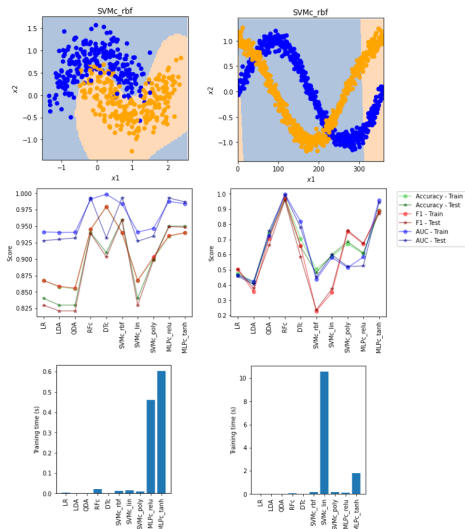 SVMc_rbf
1.5
1.0
0.5
0.0
-0.5
-1.0
x2
-1
0
1
2
x1
SVMc_rbf
1.0
0.5
0.0
-0.5
-1.0
x2
0
100
200
300
x1
1.000
0.975
0.950
0.925
0.900
0.875
0.850
0.825
Score
LR
LDA
QDA
RFc
DTc
SVMc_rbf
SVMc_lin
SVMc_poly
MLPc_relu
MLPc_tanh
1.0
0.9
0.8
0.7
0.6
0.5
0.4
0.3
0.2
Score
LR
LDA
QDA
RFc
DTc
SVMc_rbf
SVMc_lin
SVMc_poly
MLPc_relu
MLPc_tanh
Accuracy - Train
Accuracy - Test
F1 - Train
F1 - Test
AUC - Train
AUC - Test
0.6
0.5
0.4
0.3
0.2
0.1
0.0
Training time (s)
LR
LDA
QDA
RFc
DTc
SVMc_rbf
SVMc_lin
SVMc_poly
MLPc_relu
MLPc_tanh
10
8
6
4
2
0
Training time (s)
LR
LDA
QDA
RFc
DTc
SVMc_rbf
SVMc_lin
SVMc_poly
MLPc_relu
MLPc_tanh